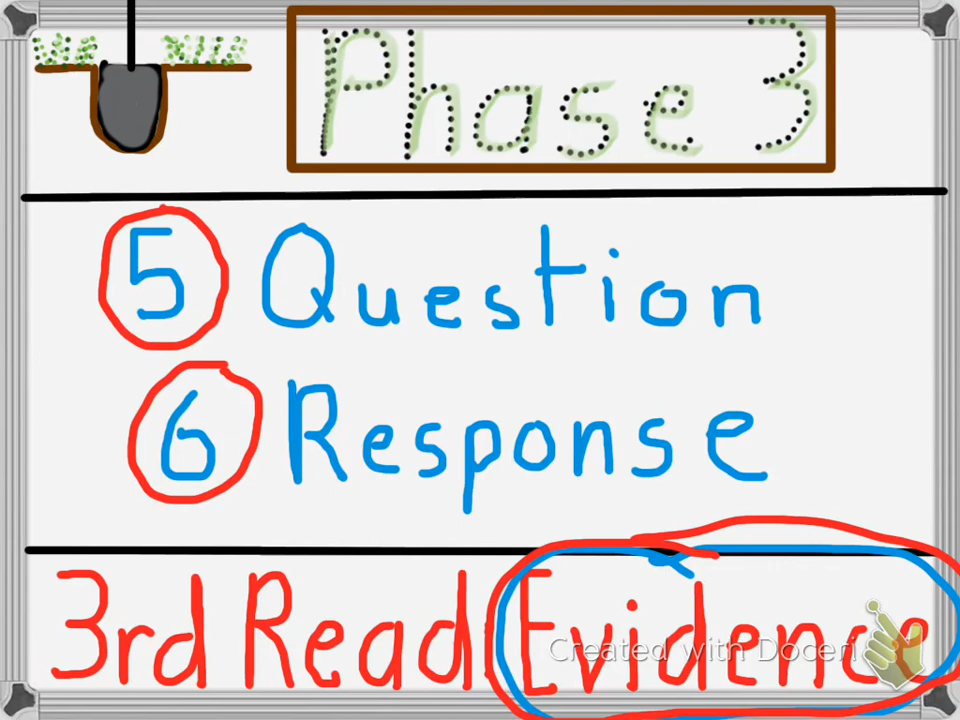 Phase 3
5 Question
6 Response
3rd Read: Evidence
Created with Doceri